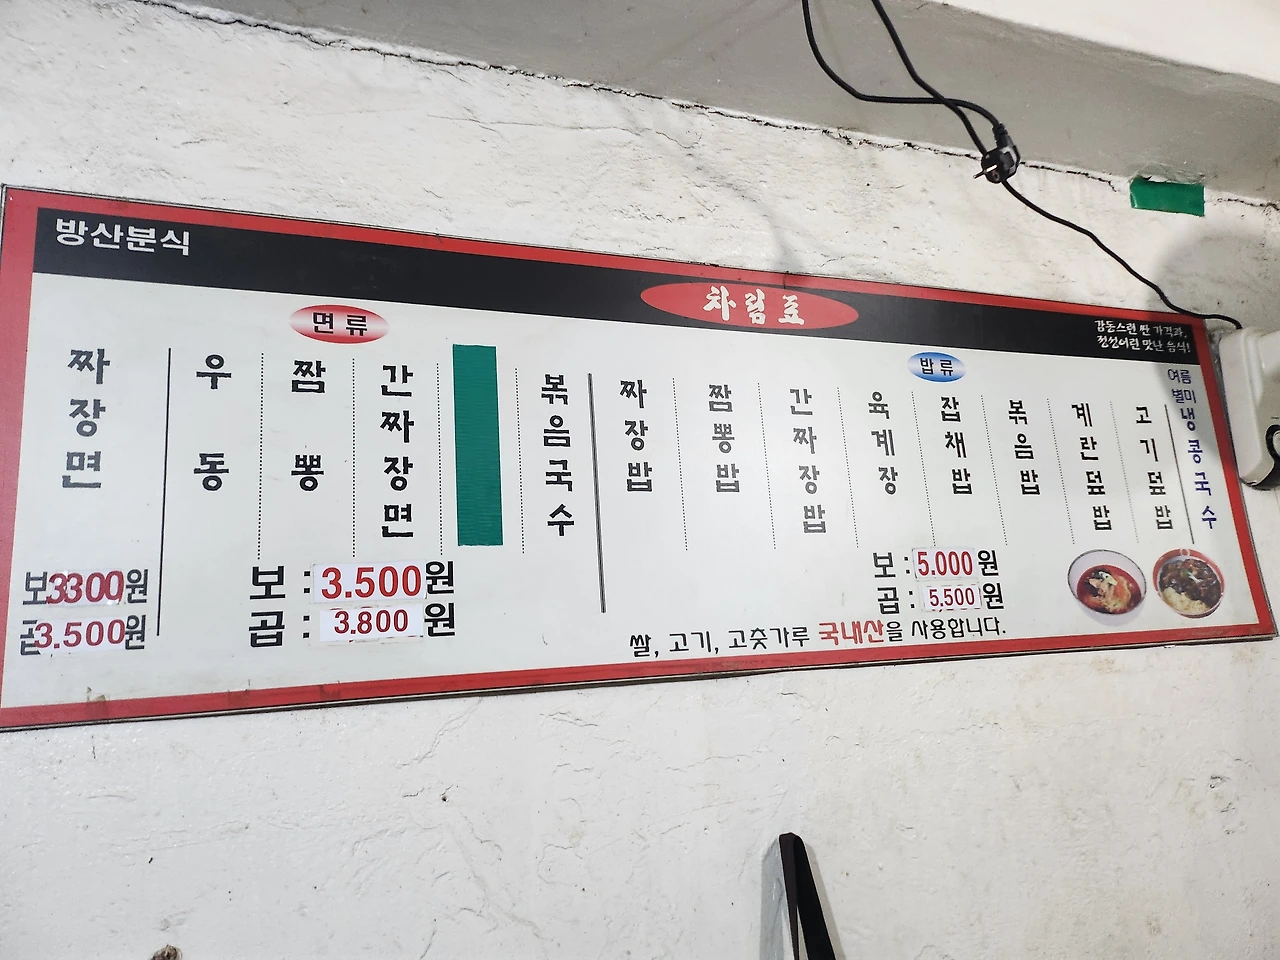 방산분식
차림표
감동스런 싼 가격과,
정성어린 맛난 음식!
면류
짜장면
보3300원
곱3.500원
우동
짬뽕
간짜장면
볶음국수
보 : 3.500원
곱 : 3.800원
밥류
짜장밥
짬뽕밥
간짜장밥
육계장
잡채밥
볶음밥
계란덮밥
고기덮밥
보 : 5.000원
곱 : 5,500원
여름
별미
냉콩국수
쌀, 고기, 고춧가루 국내산을 사용합니다.